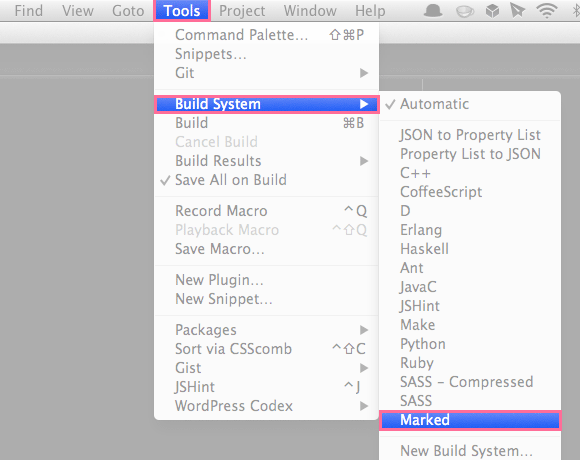 Find View Goto Tools Project Window Help
Command Palette... ⇧⌘P
Snippets...
Git
Build System
Build ⌘B
Cancel Build
Build Results
Save All on Build
Record Macro ^Q
Playback Macro ^⇧Q
Save Macro...
New Plugin...
New Snippet...
Packages
Sort via CSScomb ^⇧C
Gist
JSHint ^J
WordPress Codex
Automatic
JSON to Property List
Property List to JSON
C++
CoffeeScript
D
Erlang
Haskell
Ant
JavaC
JSHint
Make
Python
Ruby
SASS - Compressed
SASS
Marked
New Build System...